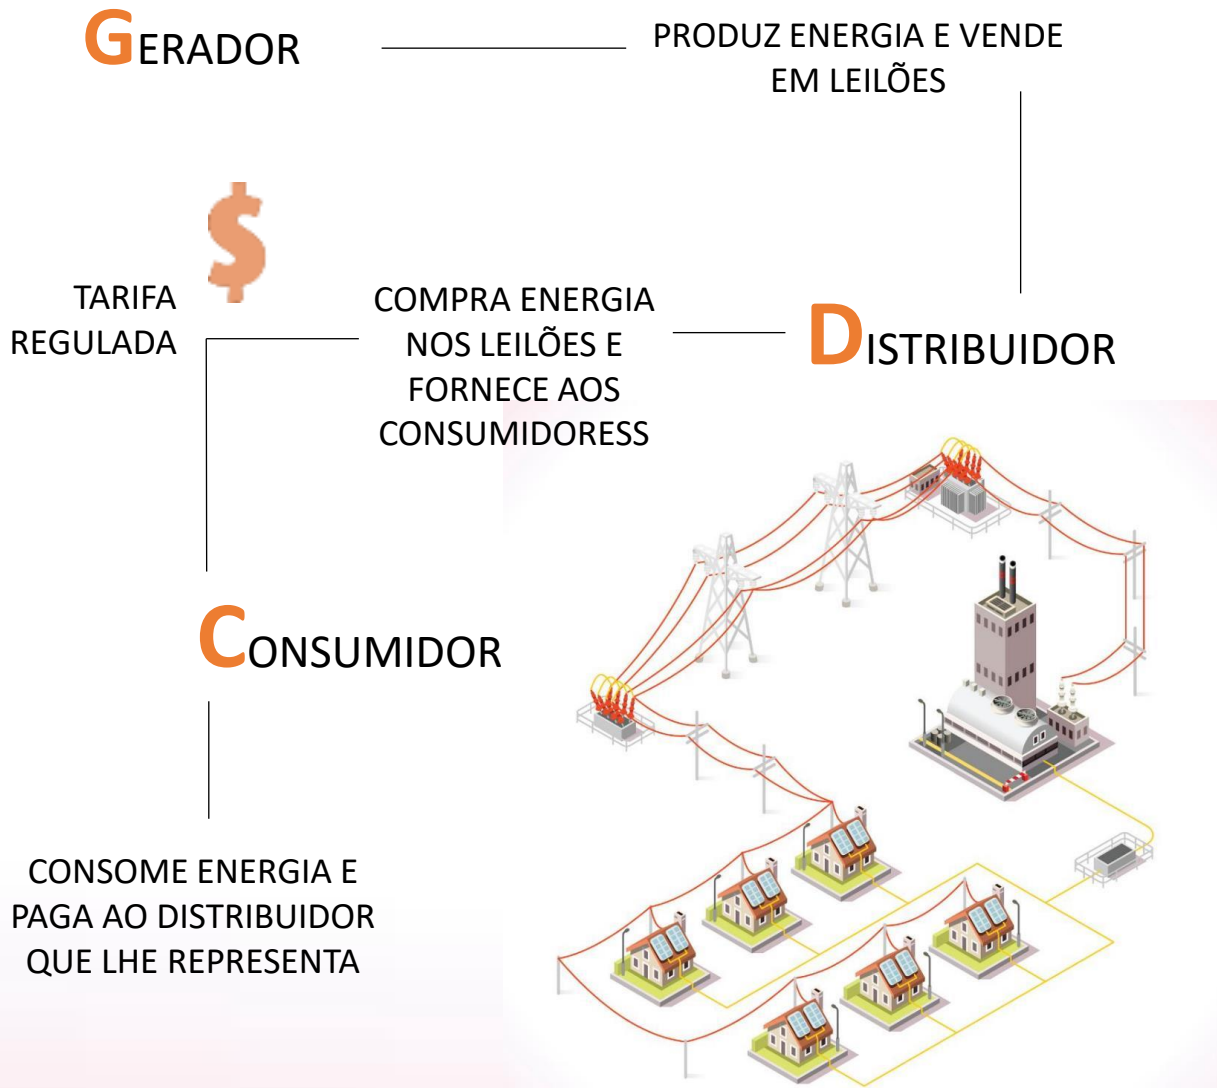 GERADOR
PRODUZ ENERGIA E VENDE
EM LEILÕES
$
TARIFA
REGULADA
COMPRA ENERGIA
NOS LEILÕES E
FORNECE AOS
CONSUMIDORESS
DISTRIBUIDOR
CONSUMIDOR
CONSOME ENERGIA E
PAGA AO DISTRIBUIDOR
QUE LHE REPRESENTA